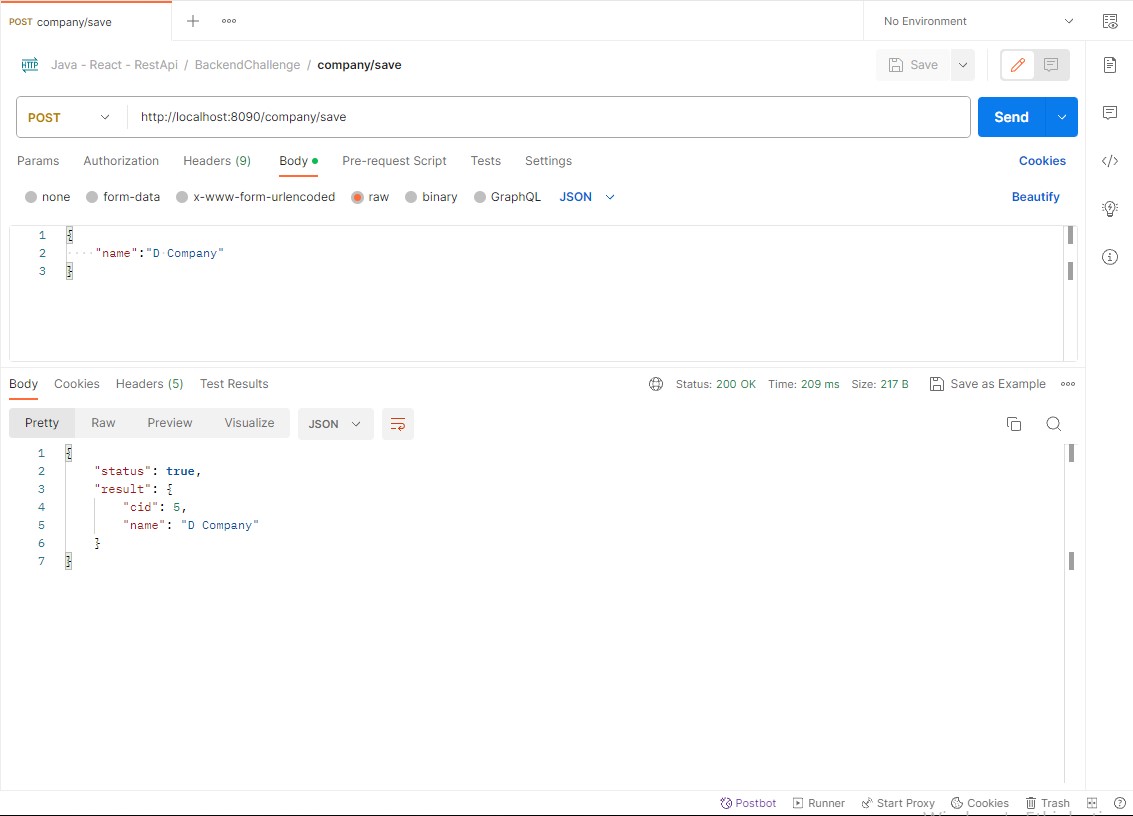 POST company/save
No Environment
HTTP Java - React - RestApi / BackendChallenge / company/save
Save
POST http://localhost:8090/company/save
Send
Params Authorization Headers (9) Body Pre-request Script Tests Settings Cookies
none form-data x-www-form-urlencoded raw binary GraphQL JSON Beautify
1 {
2 "name":"D Company"
3 }
Body Cookies Headers (5) Test Results Status: 200 OK Time: 209 ms Size: 217 B Save as Example
Pretty Raw Preview Visualize JSON
1 {
2 "status": true,
3 "result": {
4 "cid": 5,
5 "name": "D Company"
6 }
7 }
Postbot Runner Start Proxy Cookies Trash